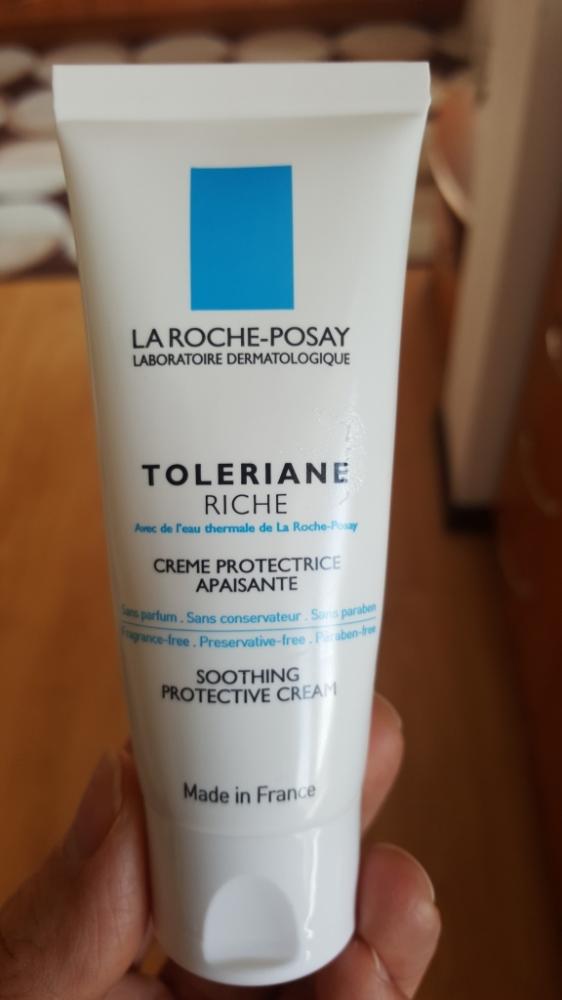 LA ROCHE-POSAY
LABORATOIRE DERMATOLOGIQUE
TOLERIANE
RICHE
Avec de l'eau thermale de La Roche-Posay
CREME PROTECTRICE
APAISANTE
Sans parfum . Sans conservateur . Sans paraben
Fragrance-free . Preservative-free . Paraben-free
SOOTHING
PROTECTIVE CREAM
Made in France